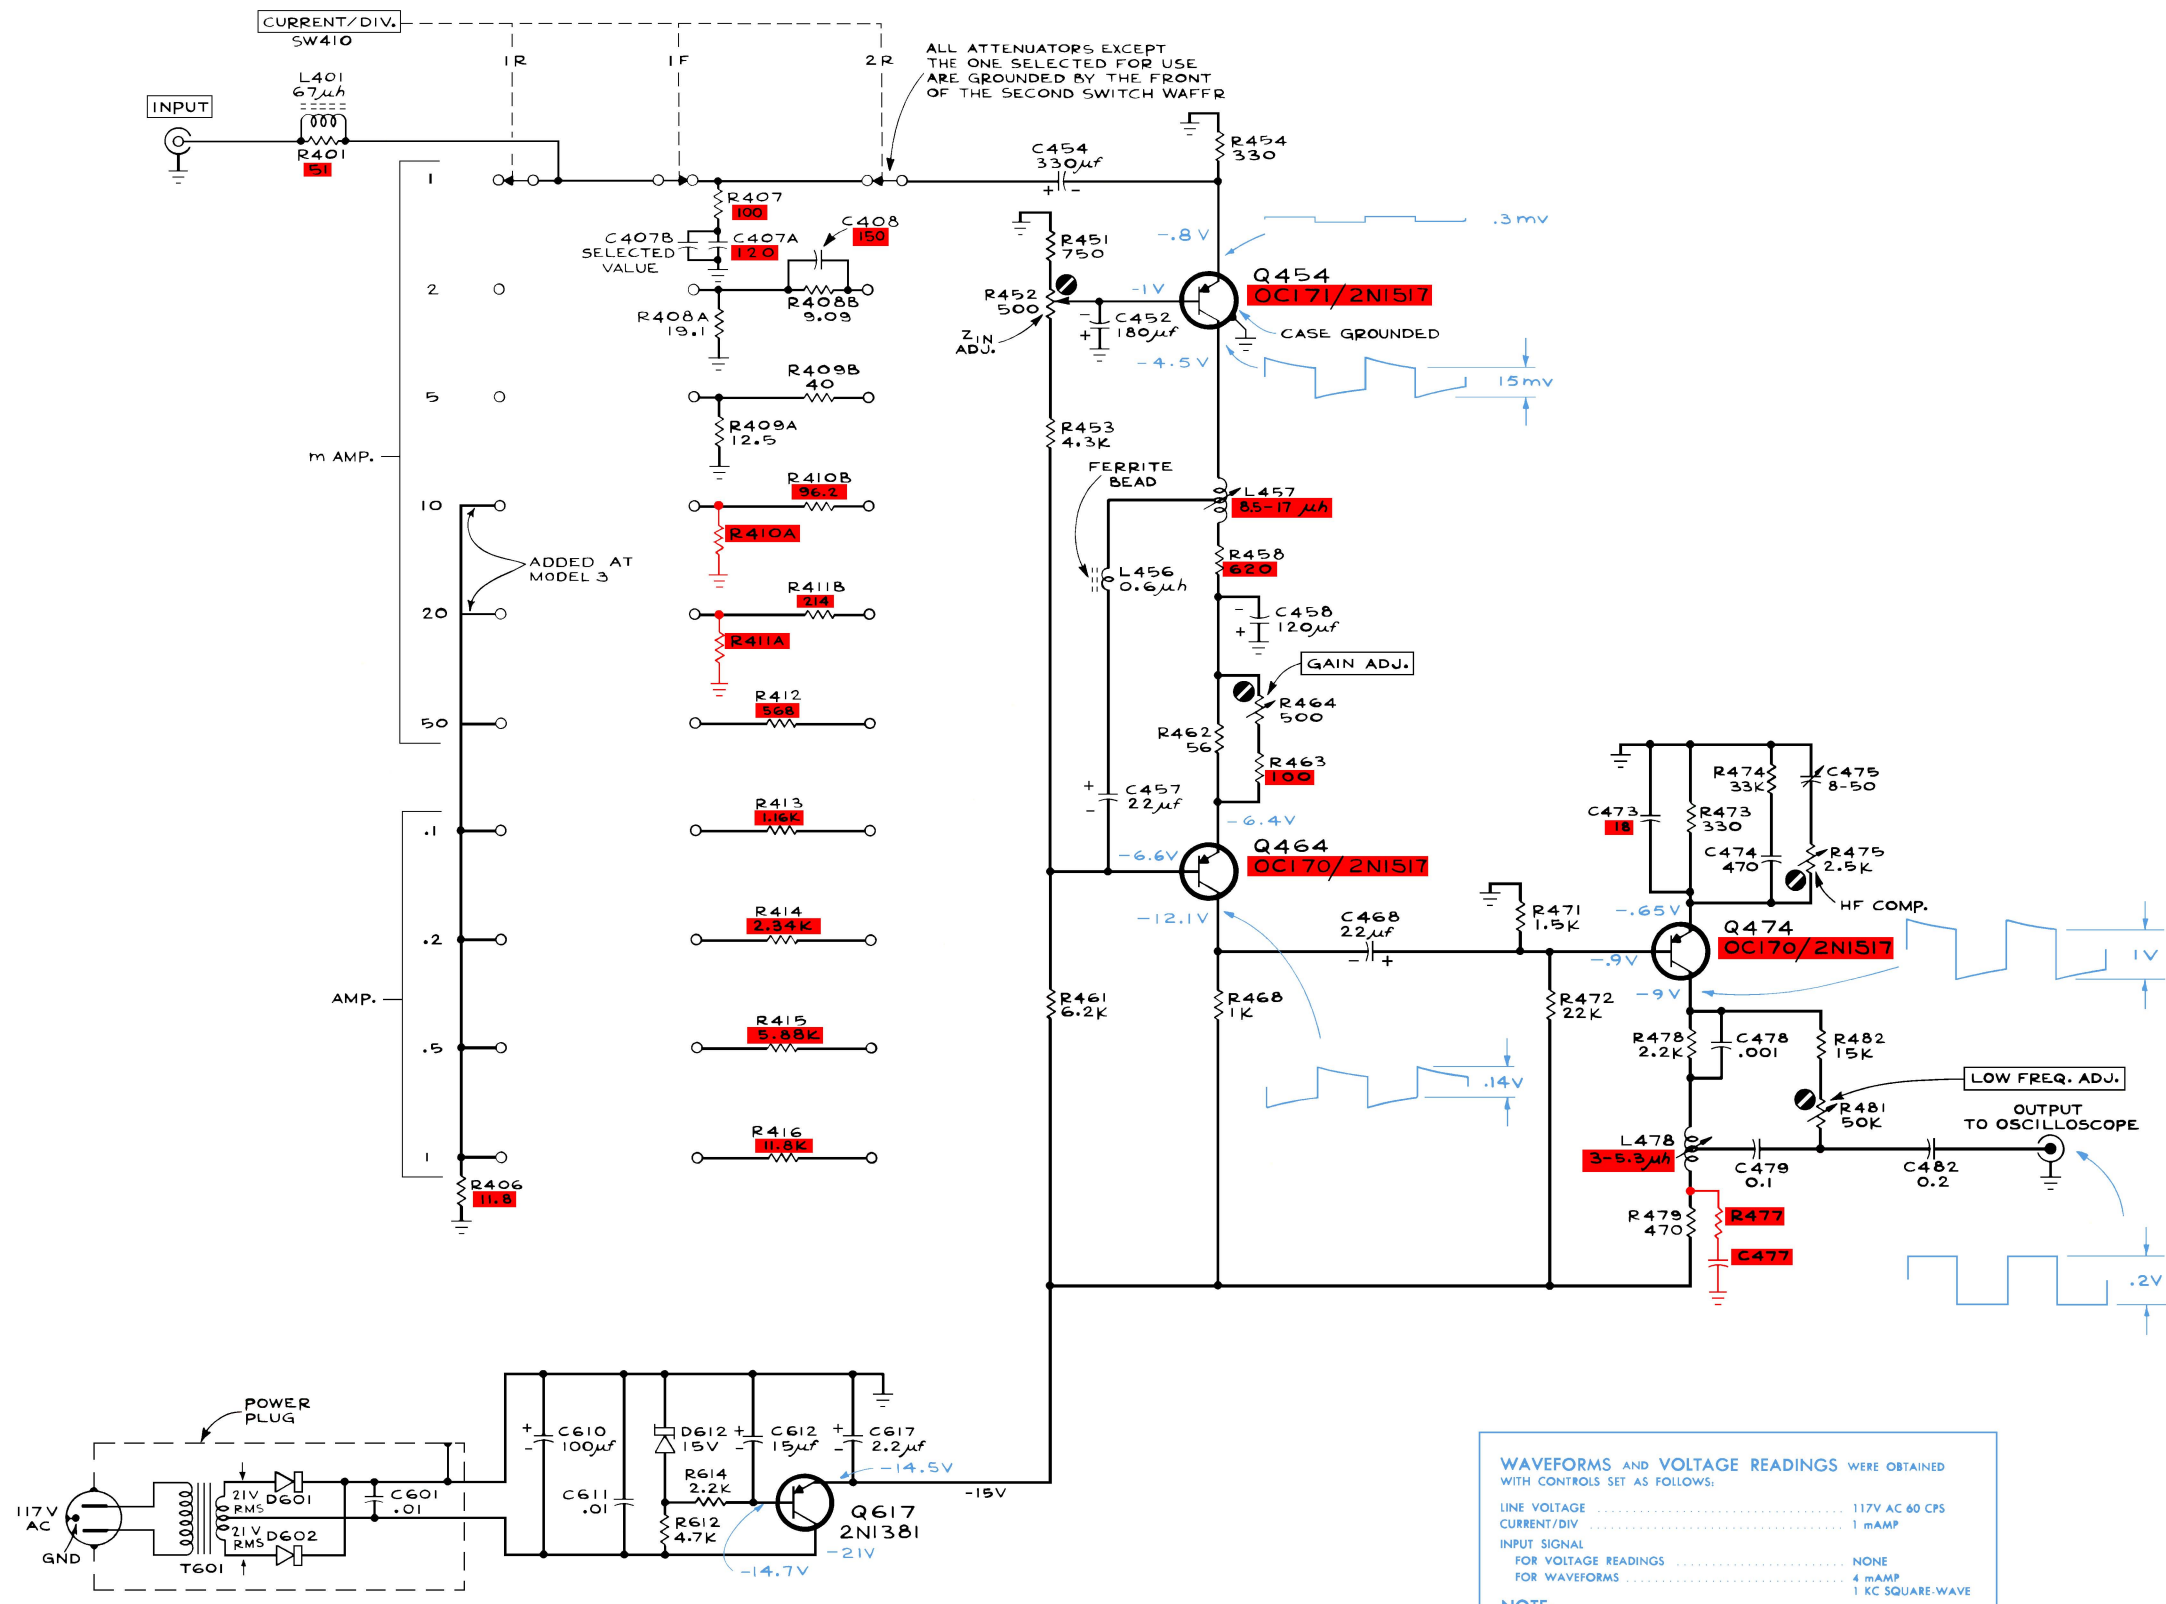 CURRENT/DIV.
SW410
1R
1F
2R
ALL ATTENUATORS EXCEPT
THE ONE SELECTED FOR USE
ARE GROUNDED BY THE FRONT
OF THE SECOND SWITCH WAFFR
L401
67µh
INPUT
R401
51
1
C454
330µf
+
-
R454
330
R407
100
C408
150
C407B
SELECTED
VALUE
C407A
120
R451
750
-.8V
.3mv
2
R408A
19.1
R408B
9.09
R452
500
Z IN
ADJ.
-1V
-
+
C452
180µf
Q454
OC171/2N1517
CASE GROUNDED
-4.5V
15mv
5
R409B
40
R409A
12.5
R453
4.3K
m AMP.
FERRITE
BEAD
10
R410B
96.2
R410A
L457
8.5-17 µh
ADDED AT
MODEL 3
L456
0.6µh
R458
620
20
R411B
214
R411A
-
+
C458
120µf
GAIN ADJ.
50
R412
568
R464
500
R462
56
R463
100
.1
R413
1.16K
+
-
C457
22µf
-6.4V
-6.6V
Q464
OC170/2N1517
-12.1V
R474
33K
C475
8-50
C473
18
R473
330
C474
470
R475
2.5K
HF COMP.
.2
R414
2.34K
C468
22µf
-
+
R471
1.5K
-.65V
-.9V
Q474
OC170/2N1517
1V
AMP.
R461
6.2K
R468
1K
R472
22K
-9V
.5
R415
5.88K
R478
2.2K
C478
.001
R482
15K
.14V
LOW FREQ. ADJ.
R481
50K
OUTPUT
TO OSCILLOSCOPE
1
R416
11.8K
L478
3-5.3µh
C479
0.1
C482
0.2
R406
11.8
R479
470
R477
C477
.2V
POWER
PLUG
117V
AC
GND
T601
21V
RMS
D601
21V
RMS
D602
C601
.01
+
-
C610
100µf
C611
.01
D612
15V
+
-
C612
15µf
+
-
C617
2.2µf
-14.5V
R614
2.2K
-15V
R612
4.7K
Q617
2N1381
-21V
-14.7V
WAVEFORMS AND VOLTAGE READINGS WERE OBTAINED
WITH CONTROLS SET AS FOLLOWS:
LINE VOLTAGE 117V AC 60 CPS
CURRENT/DIV 1 mAMP
INPUT SIGNAL
FOR VOLTAGE READINGS NONE
FOR WAVEFORMS 4 mAMP
1 KC SQUARE-WAVE